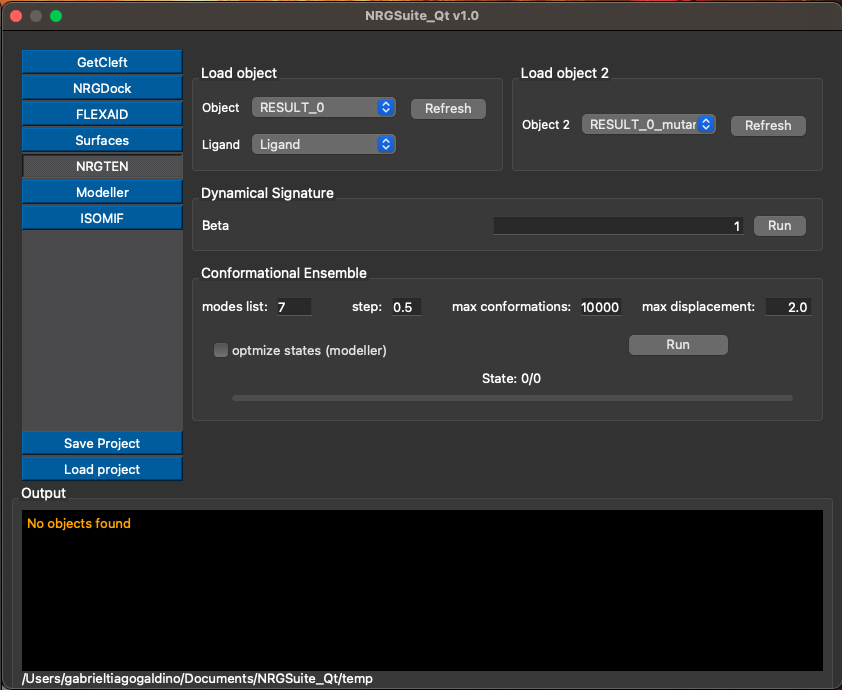 NRGSuite_Qt v1.0
GetCleft
NRGDock
FLEXAID
Surfaces
NRGTEN
Modeller
ISOMIF
Save Project
Load project
Load object
Object RESULT_0 Refresh
Ligand Ligand
Load object 2
Object 2 RESULT_0_mutar Refresh
Dynamical Signature
Beta 1 Run
Conformational Ensemble
modes list: 7 step: 0.5 max conformations: 10000 max displacement: 2.0
optmize states (modeller) Run
State: 0/0
Output
No objects found
/Users/gabrieltiagogaldino/Documents/NRGSuite_Qt/temp